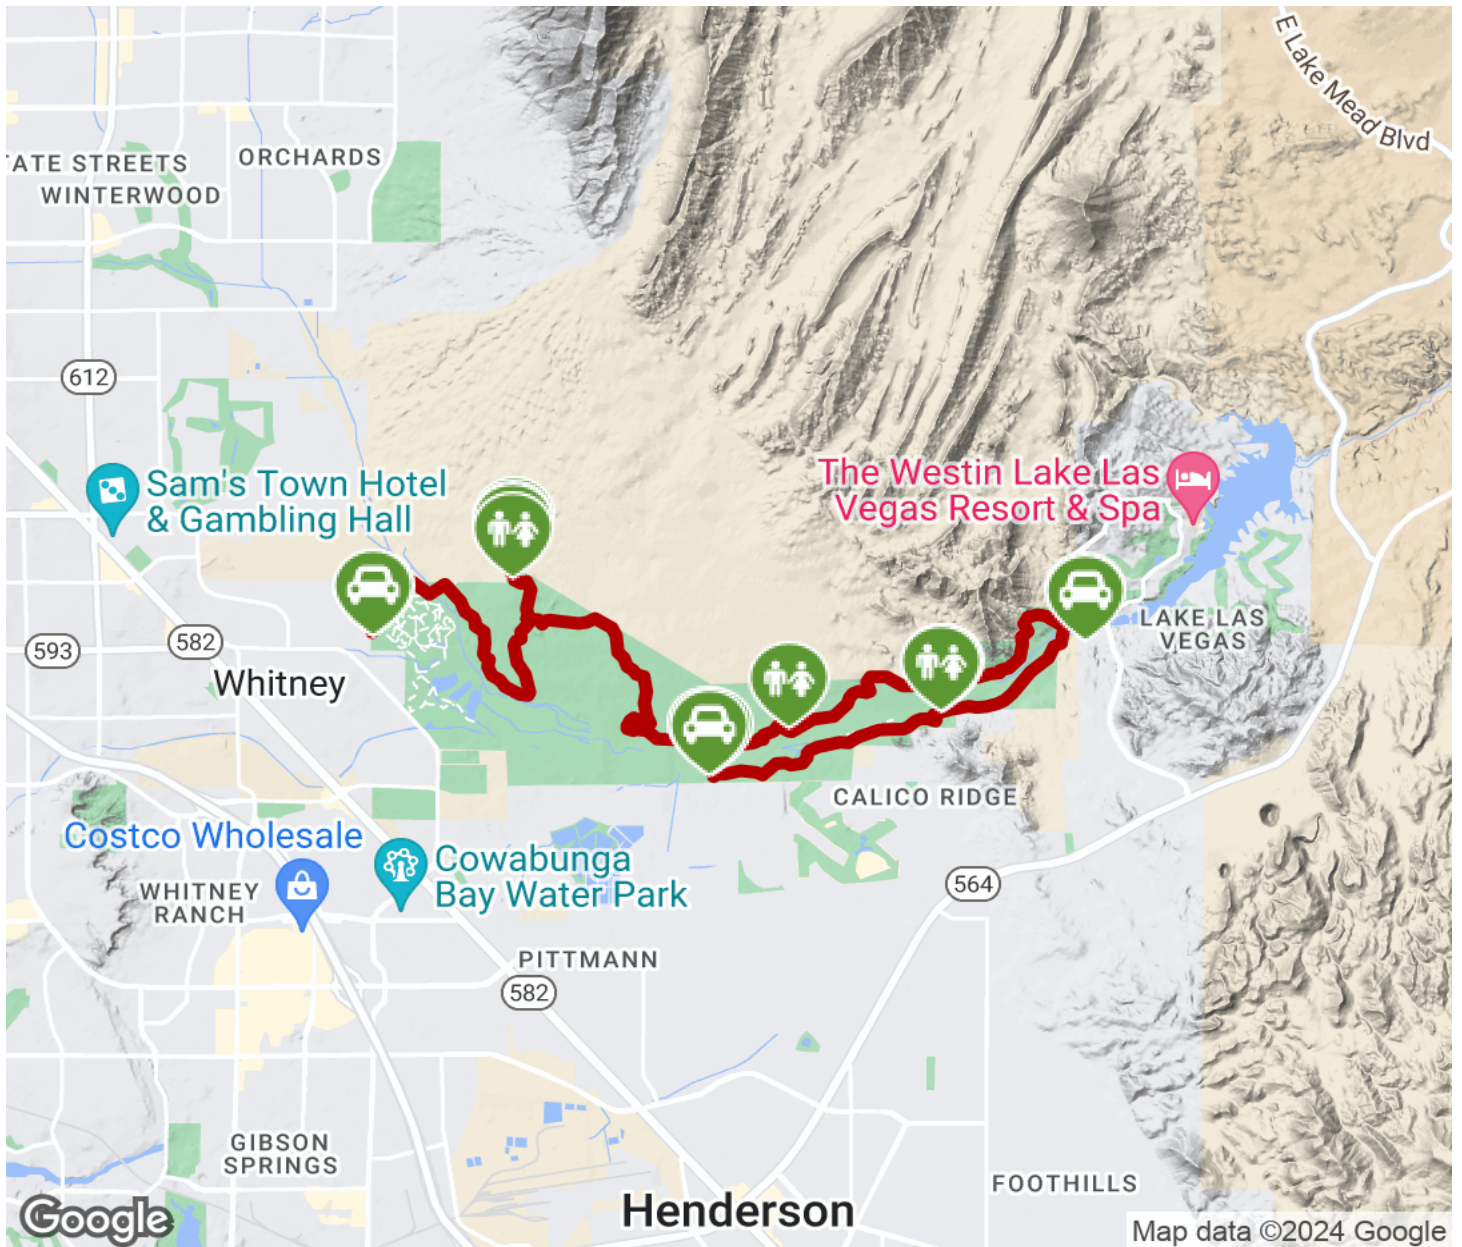 E Lake Mead Blvd
TATE STREETS
ORCHARDS
WINTERWOOD
612
Sam's Town Hotel
& Gambling Hall
The Westin Lake Las
Vegas Resort & Spa
593
582
Whitney
LAKE LAS
VEGAS
CALICO RIDGE
Costco Wholesale
Cowabunga
Bay Water Park
WHITNEY
RANCH
564
PITTMANN
582
GIBSON
SPRINGS
FOOTHILLS
Henderson
Google
Map data ©2024 Google